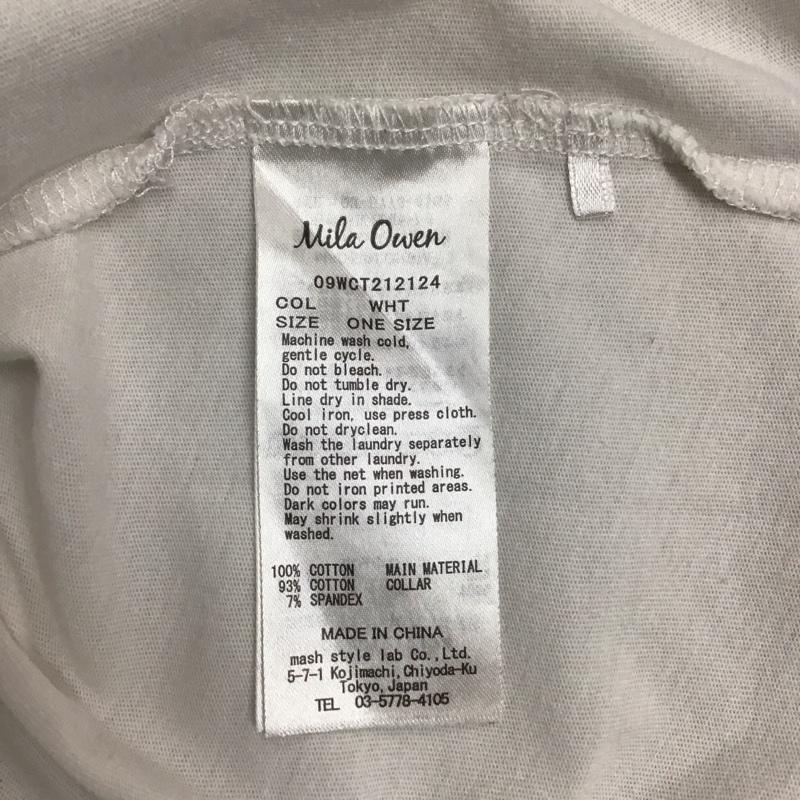 Mila Owen
09WCT212124
COL WHT
SIZE ONE SIZE
Machine wash cold,
gentle cycle.
Do not bleach.
Do not tumble dry.
Line dry in shade.
Cool iron, use press cloth.
Do not dryclean.
Wash the laundry separately
from other laundry.
Use the net when washing.
Do not iron printed areas.
Dark colors may run.
May shrink slightly when
washed.
100% COTTON MAIN MATERIAL
93% COTTON COLLAR
7% SPANDEX
MADE IN CHINA
mash style lab Co.,Ltd.
5-7-1 Kojimachi,Chiyoda-Ku
Tokyo,Japan
TEL 03-5778-4105